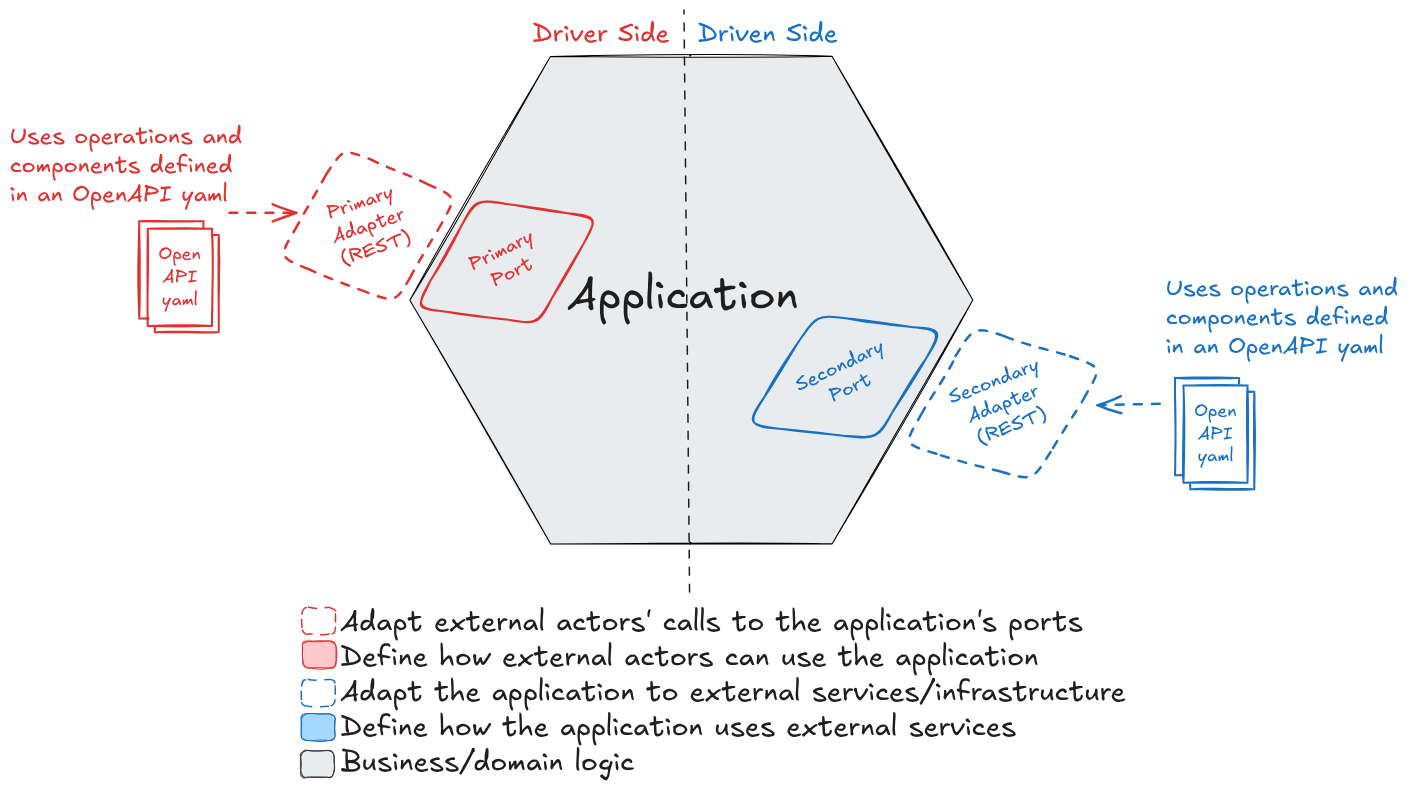 Driver Side
Driven Side
Uses operations and
components defined
in an OpenAPI yaml
Open
API
yaml
Primary
Adapter
(REST)
Primary
Port
Application
Secondary
Port
Secondary
Adapter
(REST)
Uses operations and
components defined
in an OpenAPI yaml
Open
API
yaml
Adapt external actors' calls to the application's ports
Define how external actors can use the application
Adapt the application to external services/infrastructure
Define how the application uses external services
Business/domain logic